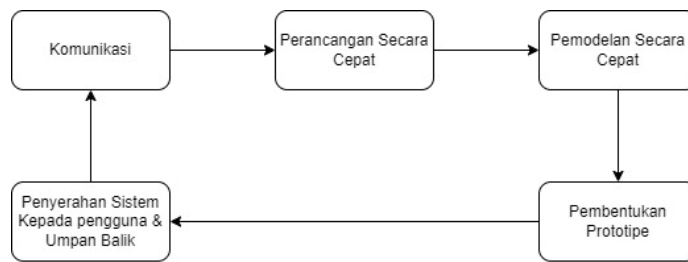 Komunikasi
Perancangan Secara
Cepat
Pemodelan Secara
Cepat
Penyerahan Sistem
Kepada pengguna &
Umpan Balik
Pembentukan
Prototipe